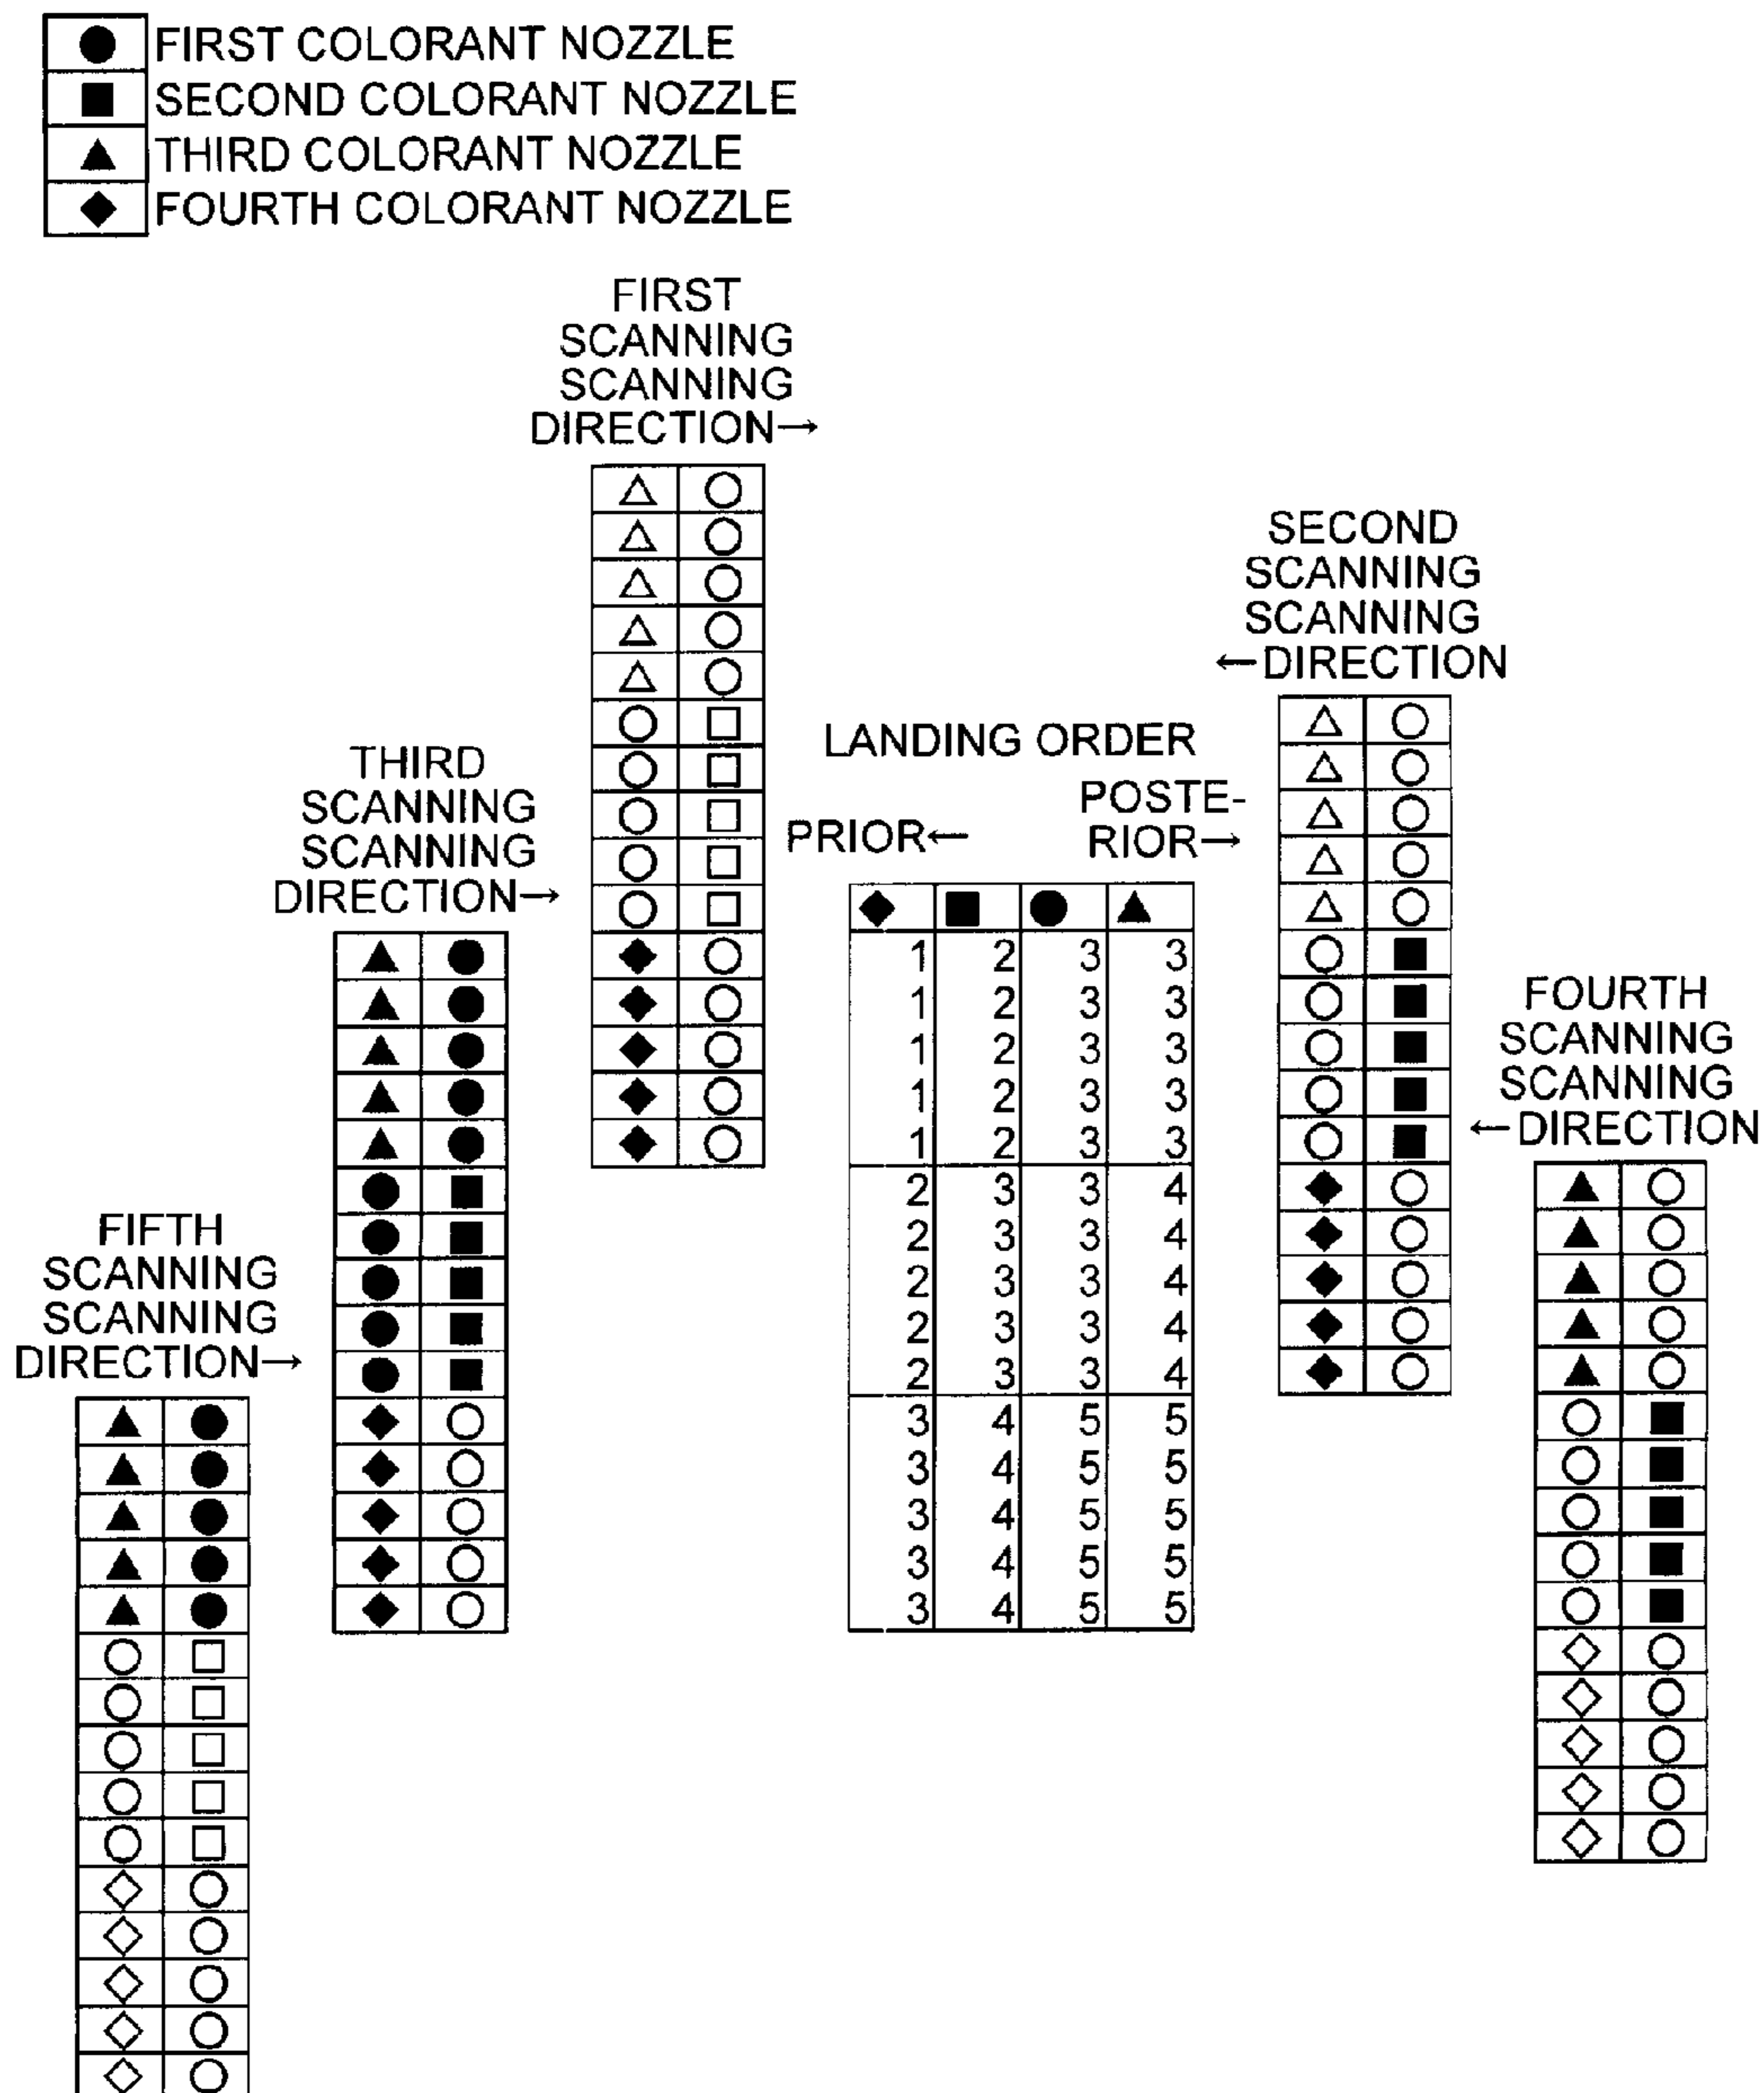 FIRST COLORANT NOZZLE
SECOND COLORANT NOZZLE
THIRD COLORANT NOZZLE
FOURTH COLORANT NOZZLE
FIRST
SCANNING
SCANNING
DIRECTION→
SECOND
SCANNING
SCANNING
←DIRECTION
THIRD
SCANNING
SCANNING
DIRECTION→
LANDING ORDER
PRIOR←
POSTE-
RIOR→
1 2 3 3
1 2 3 3
1 2 3 3
1 2 3 3
1 2 3 3
2 3 3 4
2 3 3 4
2 3 3 4
2 3 3 4
2 3 3 4
3 4 5 5
3 4 5 5
3 4 5 5
3 4 5 5
3 4 5 5
FOURTH
SCANNING
SCANNING
←DIRECTION
FIFTH
SCANNING
SCANNING
DIRECTION→